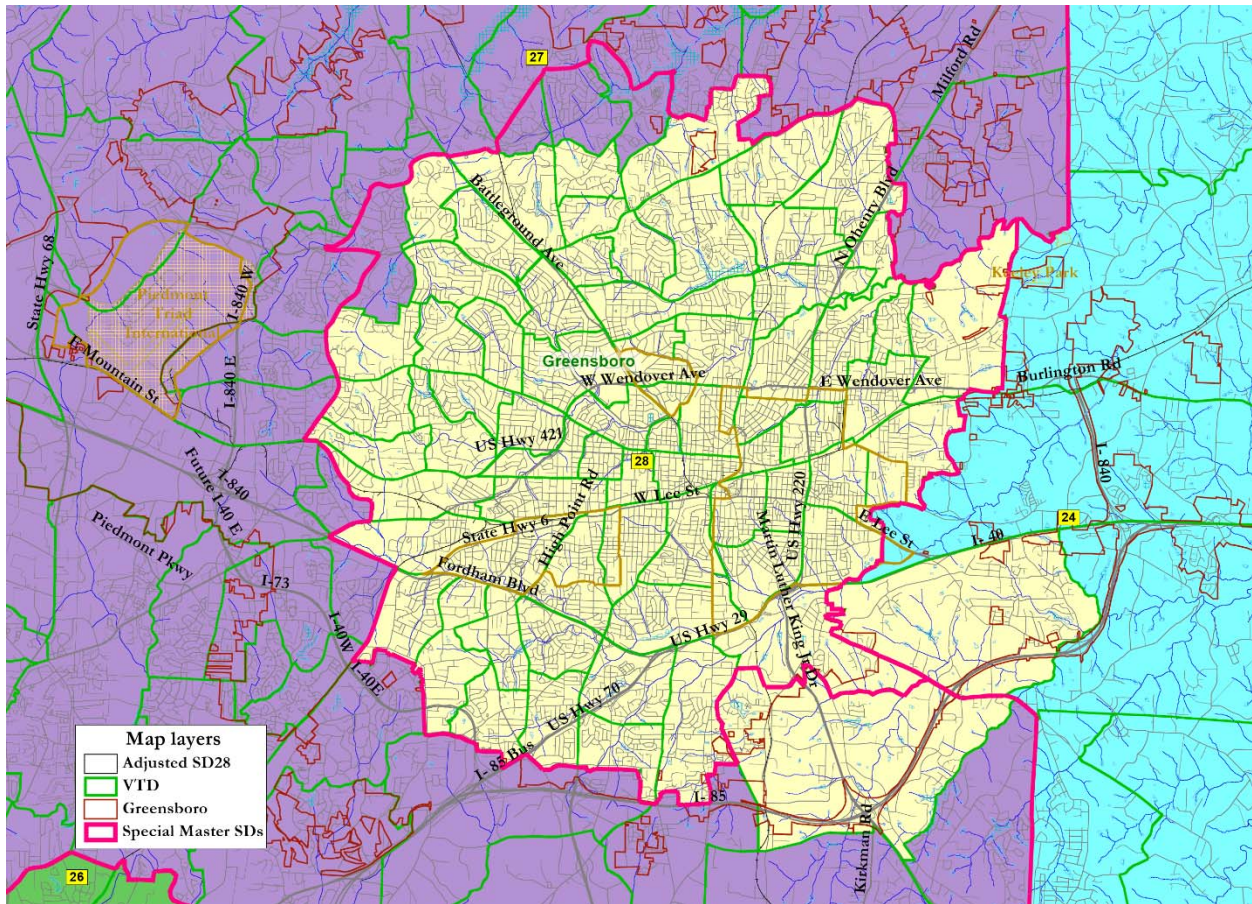 27
Milford Rd
State Hwy 68
Battleground Ave
N Ohenry Blvd
Keeley Park
Piedmont
Triad
I-840 W
E Mountain St
I-840 E
Greensboro
W Wendover Ave
E Wendover Ave
Burlington Rd
US Hwy 421
28
High Point Rd
W Lee St
US Hwy 220
I- 840
I-840
Future I-40 E
State Hwy 6
E Lee St
I- 40
24
Piedmont Pkwy
Fordham Blvd
Martin Luther King Jr Dr
I-73
I-40W
I-40E
US Hwy 29
US Hwy 70
I- 85 Bus
I- 85
Kirkman Rd
Map layers
Adjusted SD28
VTD
Greensboro
Special Master SDs
26